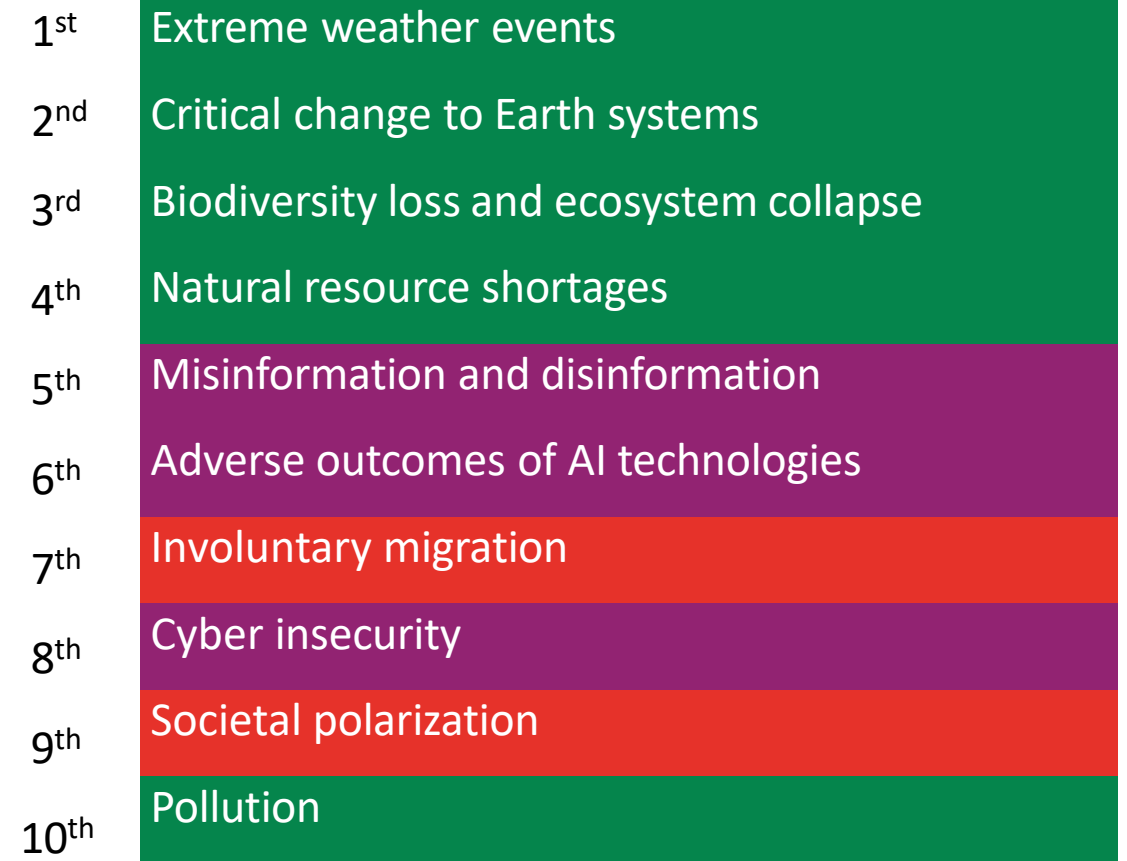 1st Extreme weather events
2nd Critical change to Earth systems
3rd Biodiversity loss and ecosystem collapse
4th Natural resource shortages
5th Misinformation and disinformation
6th Adverse outcomes of AI technologies
7th Involuntary migration
8th Cyber insecurity
9th Societal polarization
10th Pollution